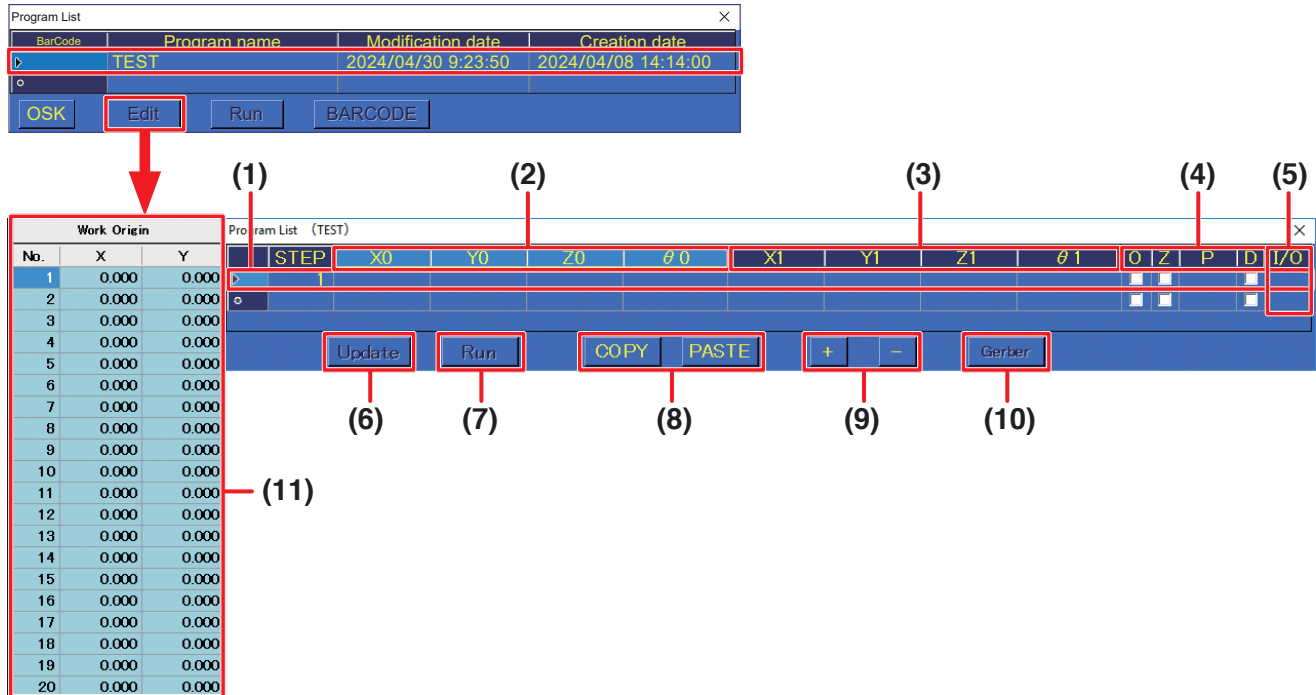 Program List ×
BarCode Program name Modification date Creation date
TEST 2024/04/30 9:23:50 2024/04/08 14:14:00
OSK Edit Run BARCODE
(1) (2) (3) (4) (5)
Work Origin
No. X Y
1 0.000 0.000
2 0.000 0.000
3 0.000 0.000
4 0.000 0.000
5 0.000 0.000
6 0.000 0.000
7 0.000 0.000
8 0.000 0.000
9 0.000 0.000
10 0.000 0.000
11 0.000 0.000
12 0.000 0.000
13 0.000 0.000
14 0.000 0.000
15 0.000 0.000
16 0.000 0.000
17 0.000 0.000
18 0.000 0.000
19 0.000 0.000
20 0.000 0.000
(11)
Program List (TEST) ×
STEP X0 Y0 Z0 θ0 X1 Y1 Z1 θ1 O Z P D I/O
1
Update Run COPY PASTE + − Gerber
(6) (7) (8) (9) (10)